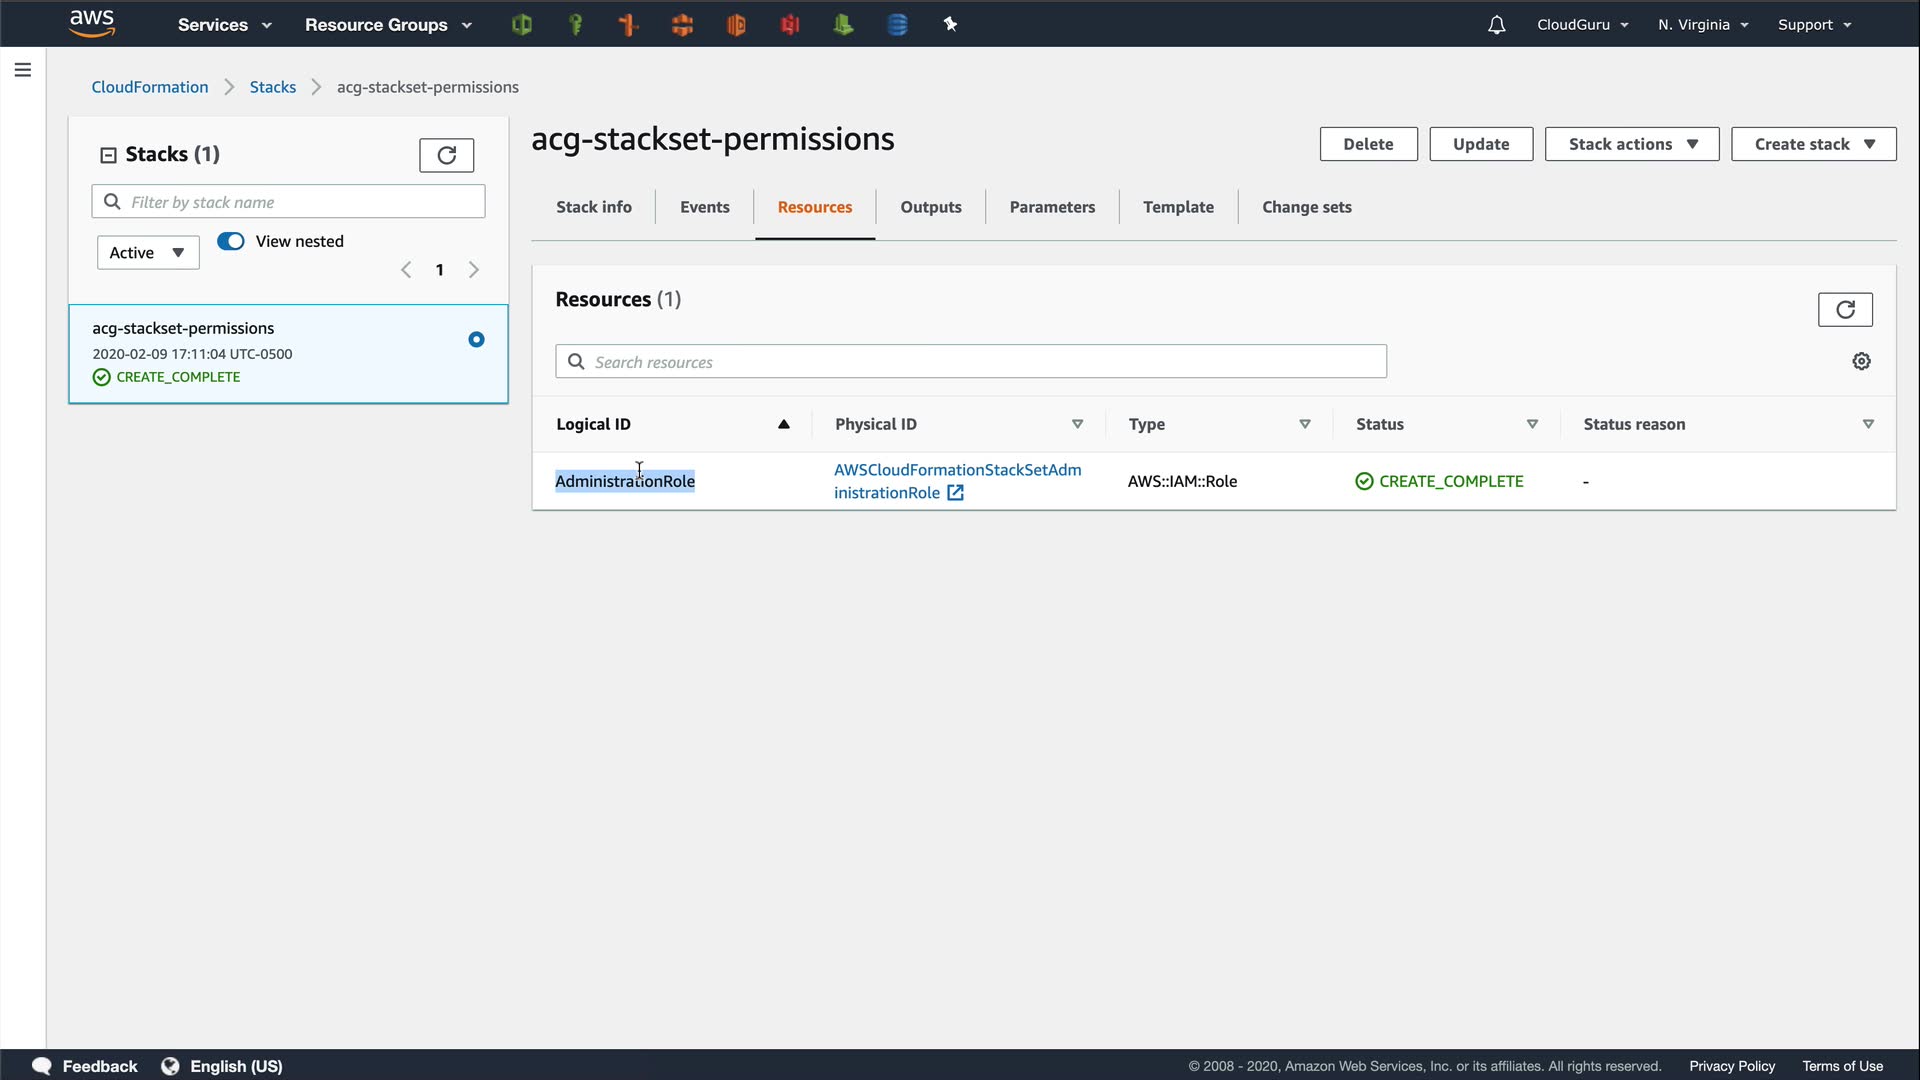 aws
Services
Resource Groups
CloudGuru
N. Virginia
Support
CloudFormation
Stacks
acg-stackset-permissions
Stacks (1)
Filter by stack name
Active
View nested
1
acg-stackset-permissions
2020-02-09 17:11:04 UTC-0500
CREATE_COMPLETE
acg-stackset-permissions
Delete
Update
Stack actions
Create stack
Stack info
Events
Resources
Outputs
Parameters
Template
Change sets
Resources (1)
Search resources
Logical ID
Physical ID
Type
Status
Status reason
AdministrationRole
AWSCloudFormationStackSetAdm
inistrationRole
AWS::IAM::Role
CREATE_COMPLETE
-
Feedback
English (US)
© 2008 - 2020, Amazon Web Services, Inc. or its affiliates. All rights reserved.
Privacy Policy
Terms of Use